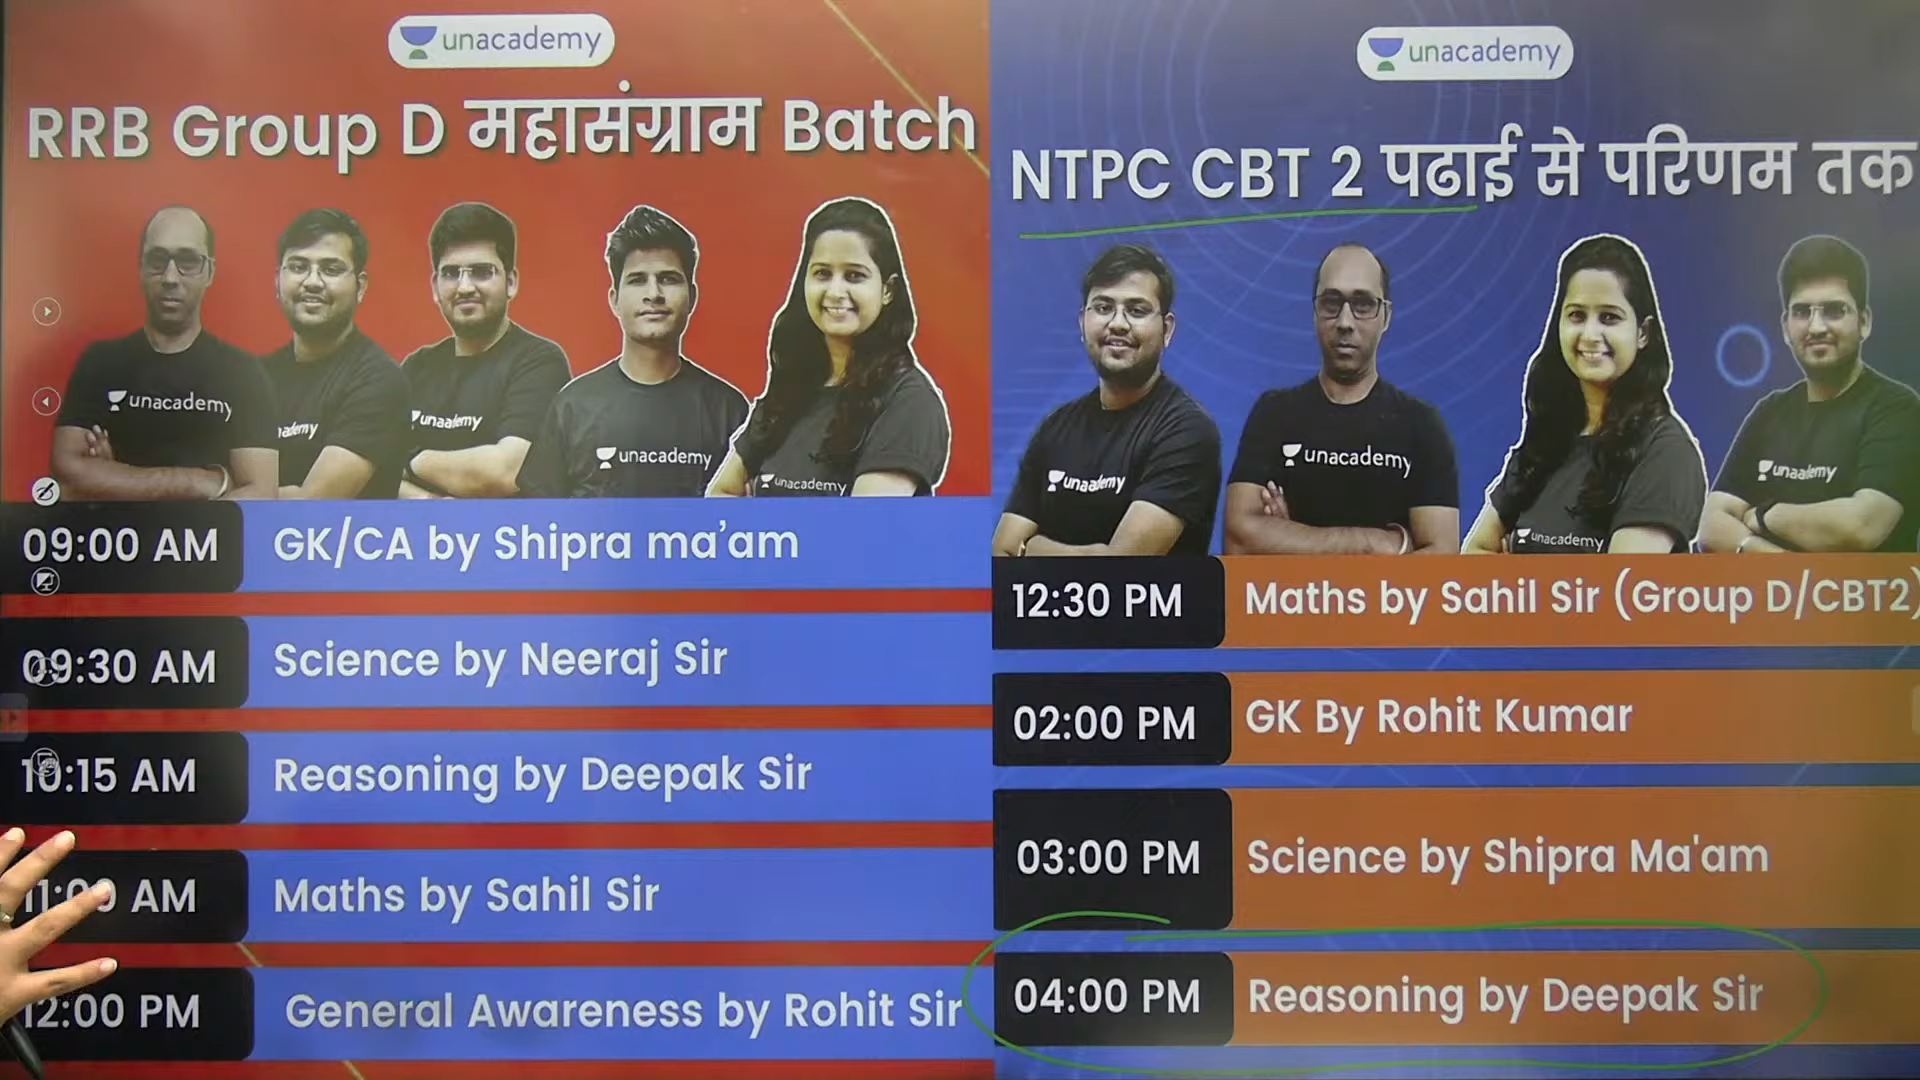 unacademy
RRB Group D महासंग्राम Batch
unacademy
unacademy
unacademy
09:00 AM GK/CA by Shipra ma’am
09:30 AM Science by Neeraj Sir
10:15 AM Reasoning by Deepak Sir
11:00 AM Maths by Sahil Sir
12:00 PM General Awareness by Rohit Sir
unacademy
NTPC CBT 2 पढाई से परिणम तक
unacademy
unacademy
12:30 PM Maths by Sahil Sir (Group D/CBT2)
02:00 PM GK By Rohit Kumar
03:00 PM Science by Shipra Ma'am
04:00 PM Reasoning by Deepak Sir